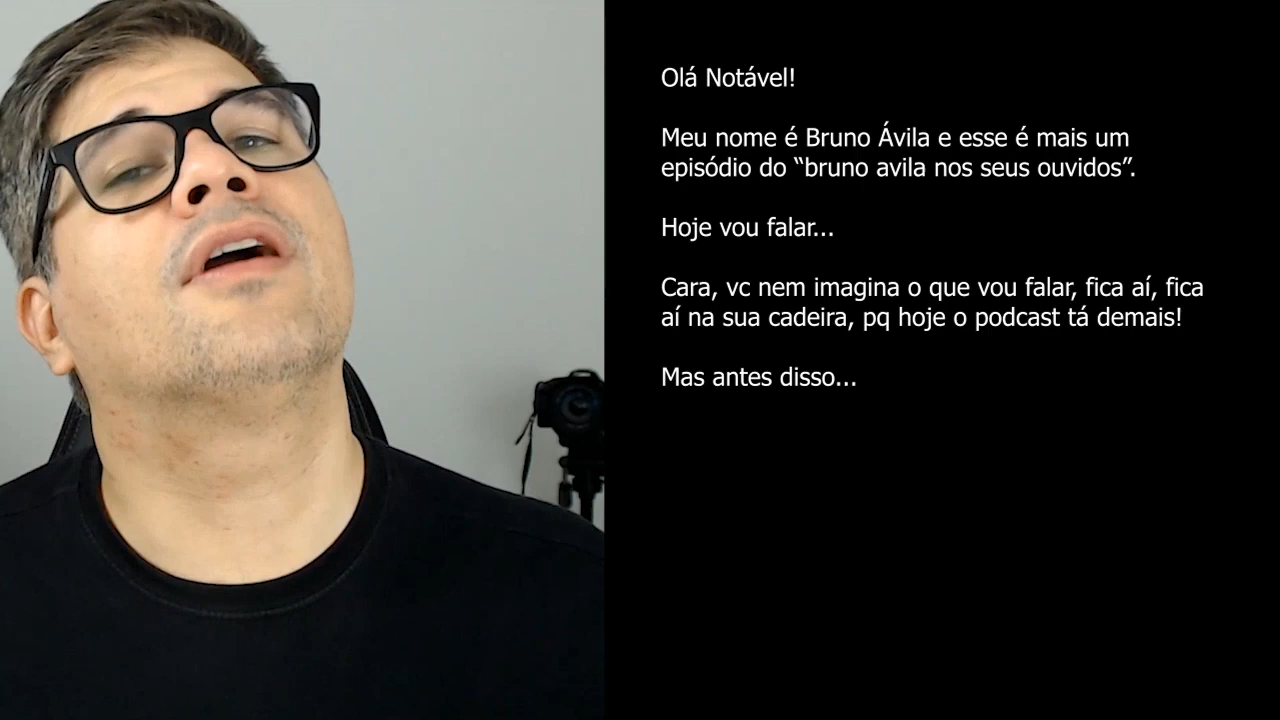 Olá Notável!
Meu nome é Bruno Ávila e esse é mais um
episódio do “bruno avila nos seus ouvidos”.
Hoje vou falar...
Cara, vc nem imagina o que vou falar, fica aí, fica
aí na sua cadeira, pq hoje o podcast tá demais!
Mas antes disso...